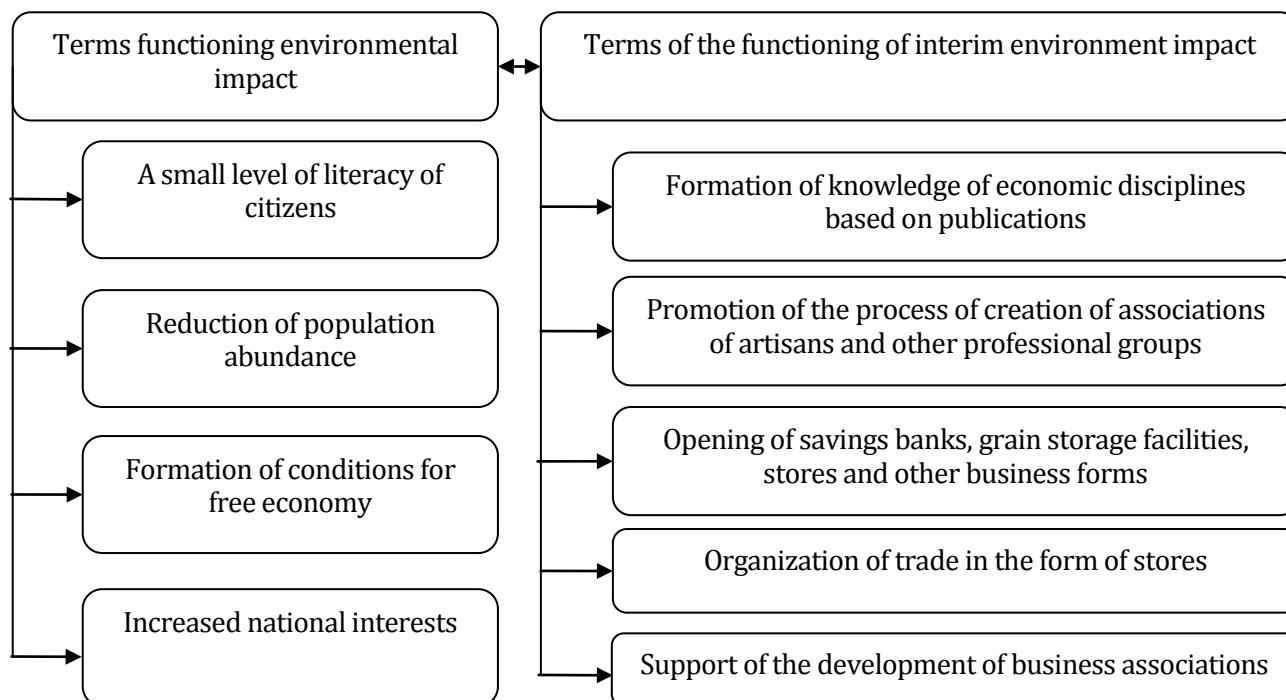 Terms functioning environmental
impact
A small level of literacy of
citizens
Reduction of population
abundance
Formation of conditions for
free economy
Increased national interests
Terms of the functioning of interim environment impact
Formation of knowledge of economic disciplines
based on publications
Promotion of the process of creation of associations
of artisans and other professional groups
Opening of savings banks, grain storage facilities,
stores and other business forms
Organization of trade in the form of stores
Support of the development of business associations